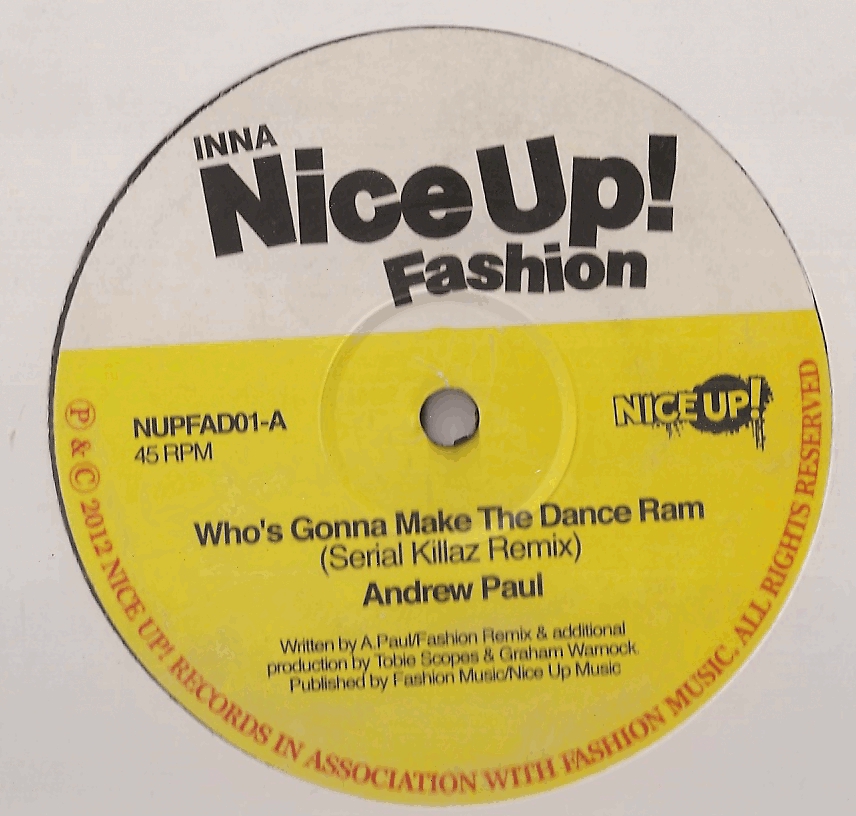 INNA
Nice Up!
Fashion
NUPFAD01-A
45 RPM
NICE UP!
Who's Gonna Make The Dance Ram
(Serial Killaz Remix)
Andrew Paul
Written by A.Paul/Fashion Remix & additional
production by Tobie Scopes & Graham Warnock.
Published by Fashion Music/Nice Up Music
Ⓟ & © 2012 NICE UP! RECORDS IN ASSOCIATION WITH FASHION MUSIC. ALL RIGHTS RESERVED